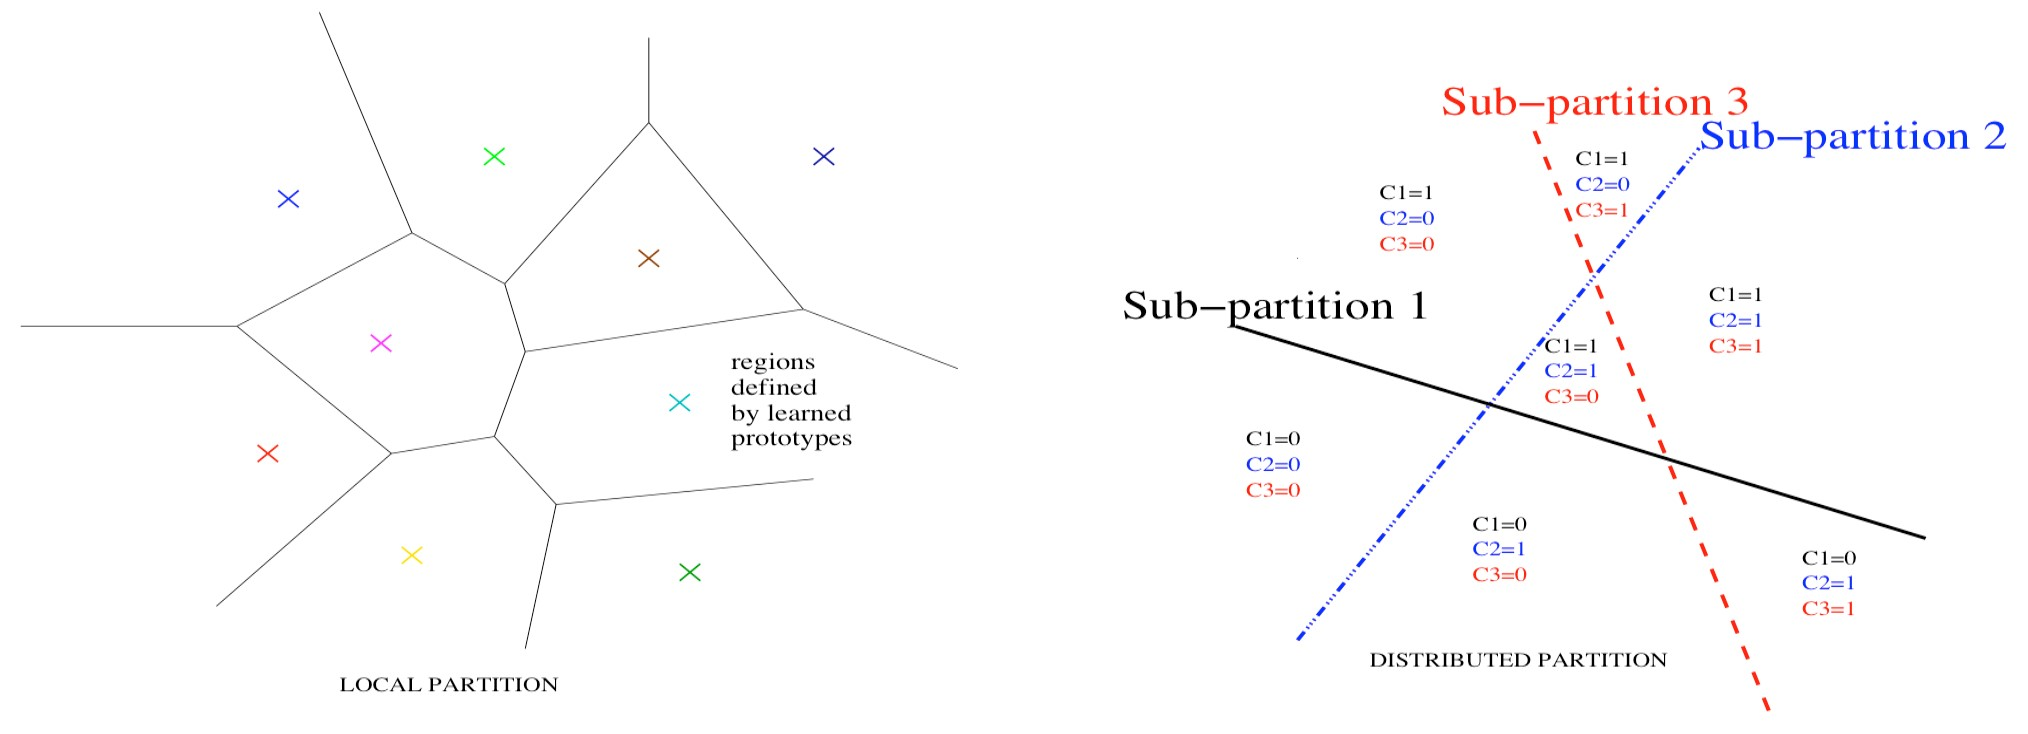 regions
defined
by learned
prototypes
LOCAL PARTITION
Sub−partition 3
Sub−partition 2
C1=1
C2=0
C3=1
C1=1
C2=0
C3=0
Sub−partition 1
C1=1
C2=1
C3=1
C1=1
C2=1
C3=0
C1=0
C2=0
C3=0
C1=0
C2=1
C3=0
C1=0
C2=1
C3=1
DISTRIBUTED PARTITION